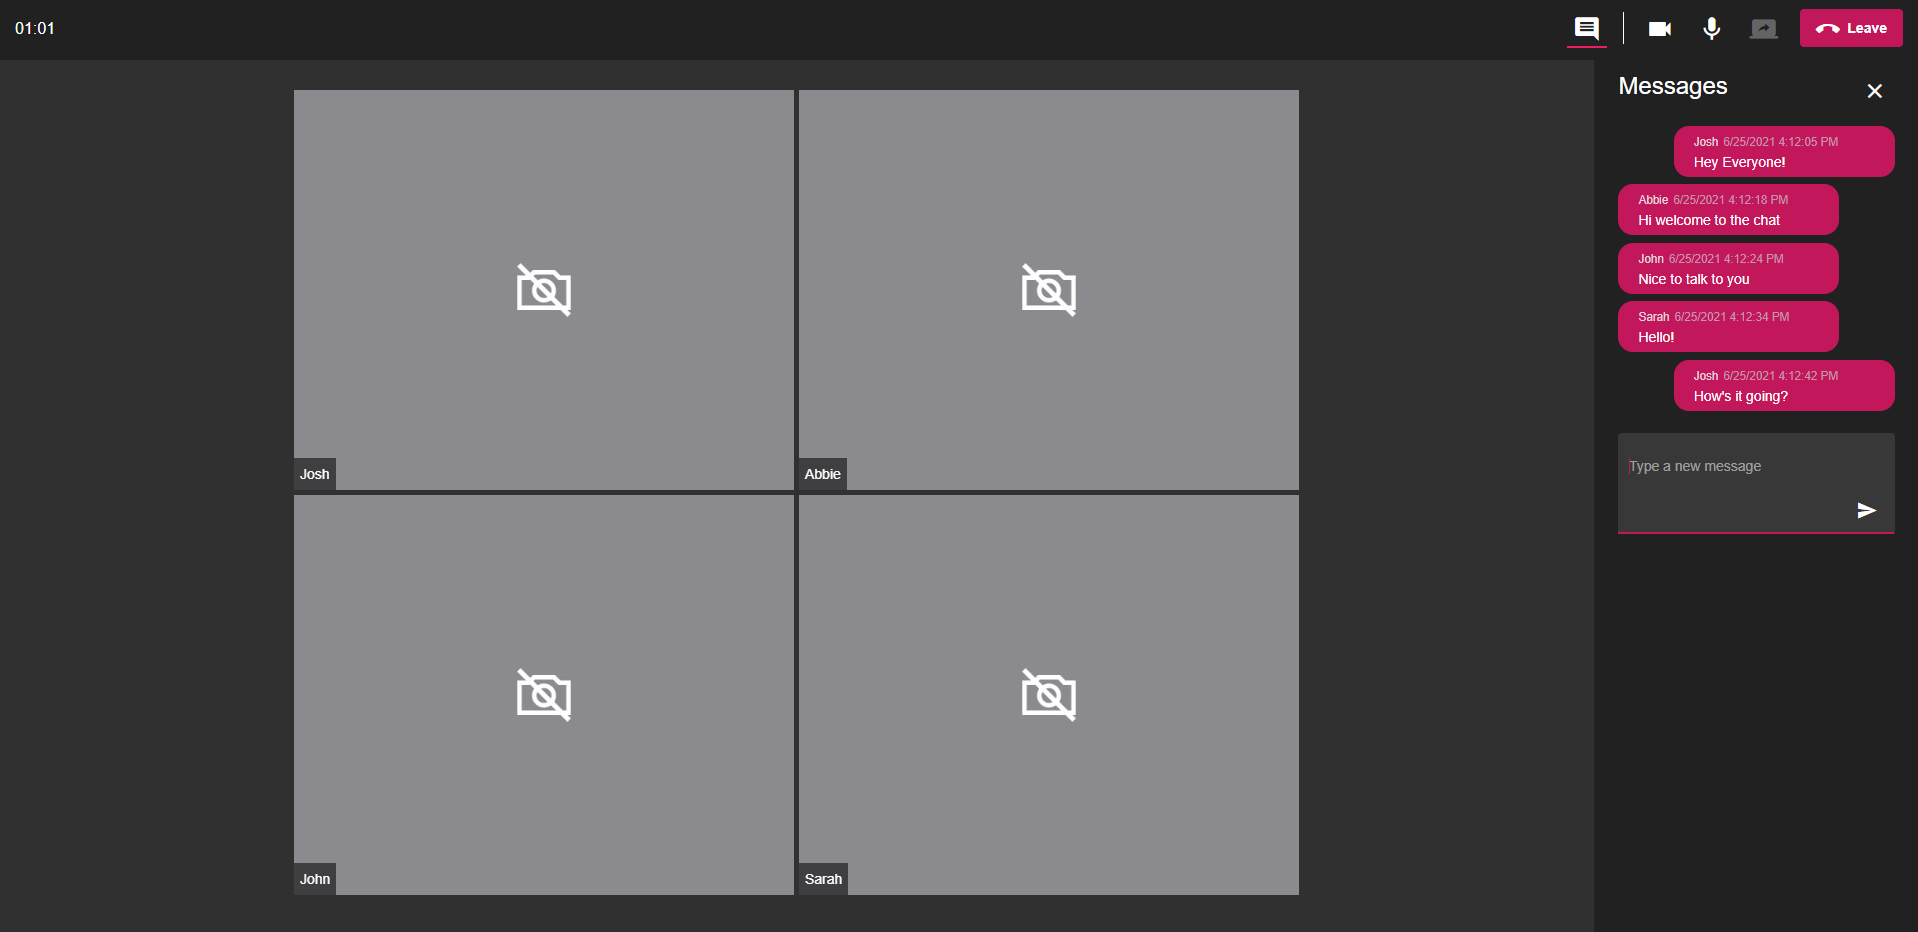 01:01
Leave
Messages
Josh 6/25/2021 4:12:05 PM
Hey Everyone!
Abbie 6/25/2021 4:12:18 PM
Hi welcome to the chat
John 6/25/2021 4:12:24 PM
Nice to talk to you
Sarah 6/25/2021 4:12:34 PM
Hello!
Josh 6/25/2021 4:12:42 PM
How's it going?
Type a new message
Josh
Abbie
John
Sarah